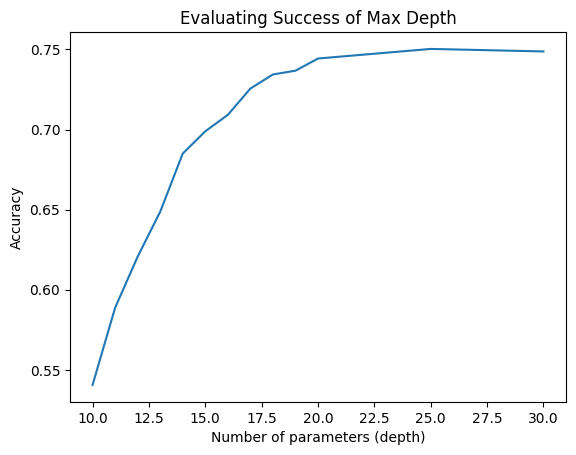 Evaluating Success of Max Depth
0.75
0.70
0.65
0.60
0.55
Accuracy
10.0 12.5 15.0 17.5 20.0 22.5 25.0 27.5 30.0
Number of parameters (depth)